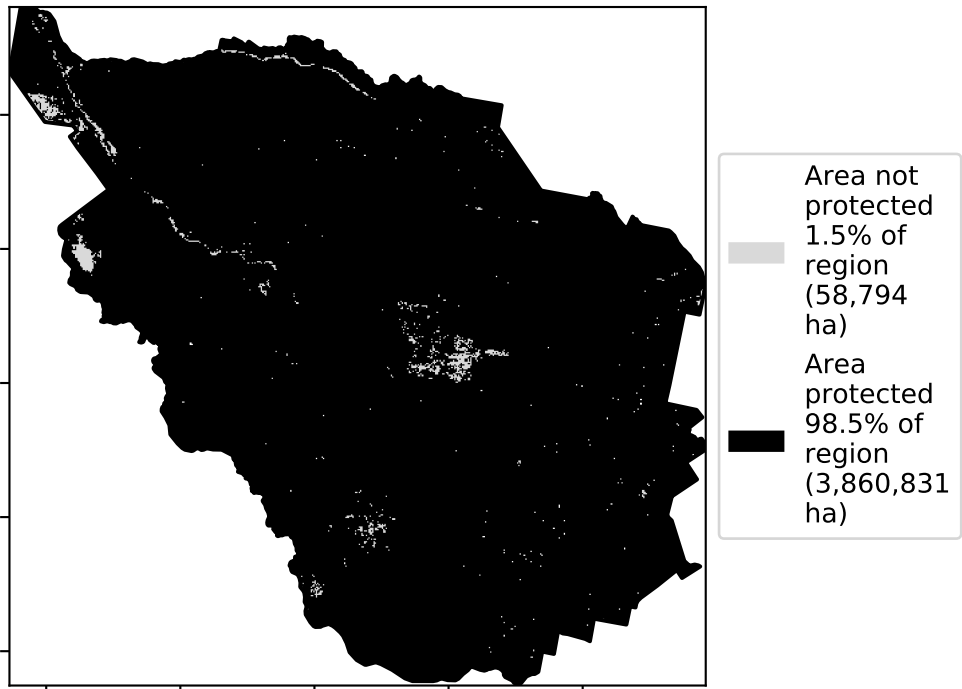 Area not
protected
1.5% of
region
(58,794
ha)
Area
protected
98.5% of
region
(3,860,831
ha)